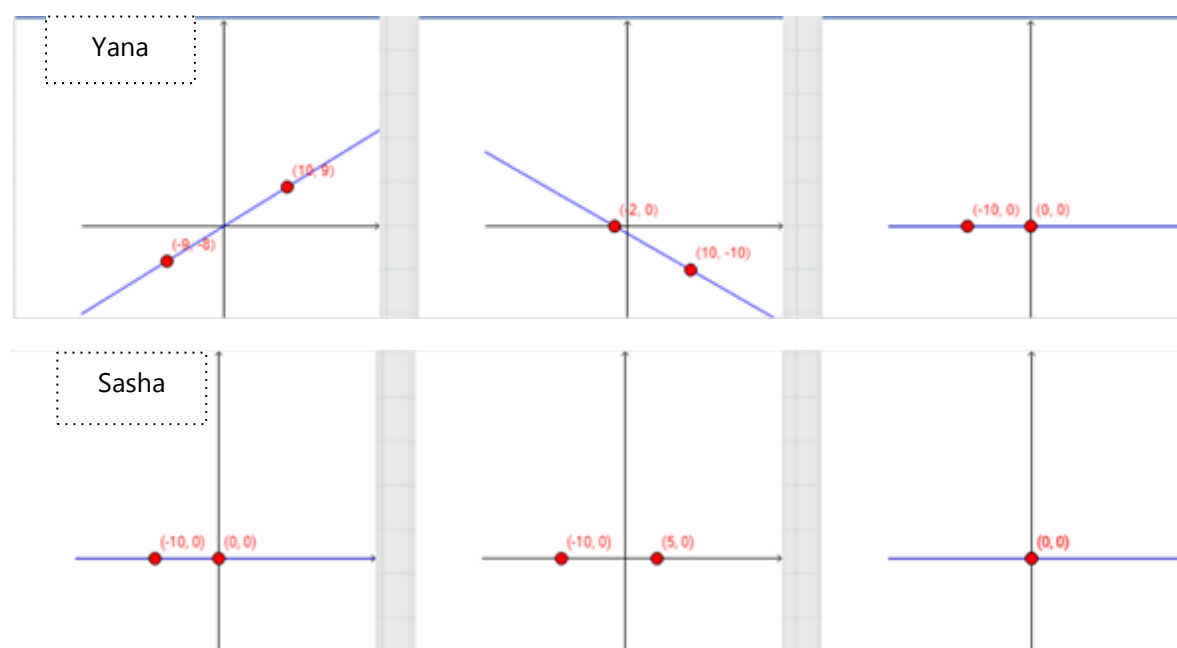 Yana
(10, 9)
(-9, -8)
(-2, 0)
(10, -10)
(-10, 0) (0, 0)
Sasha
(-10, 0) (0, 0)
(-10, 0) (5, 0)
(0, 0)